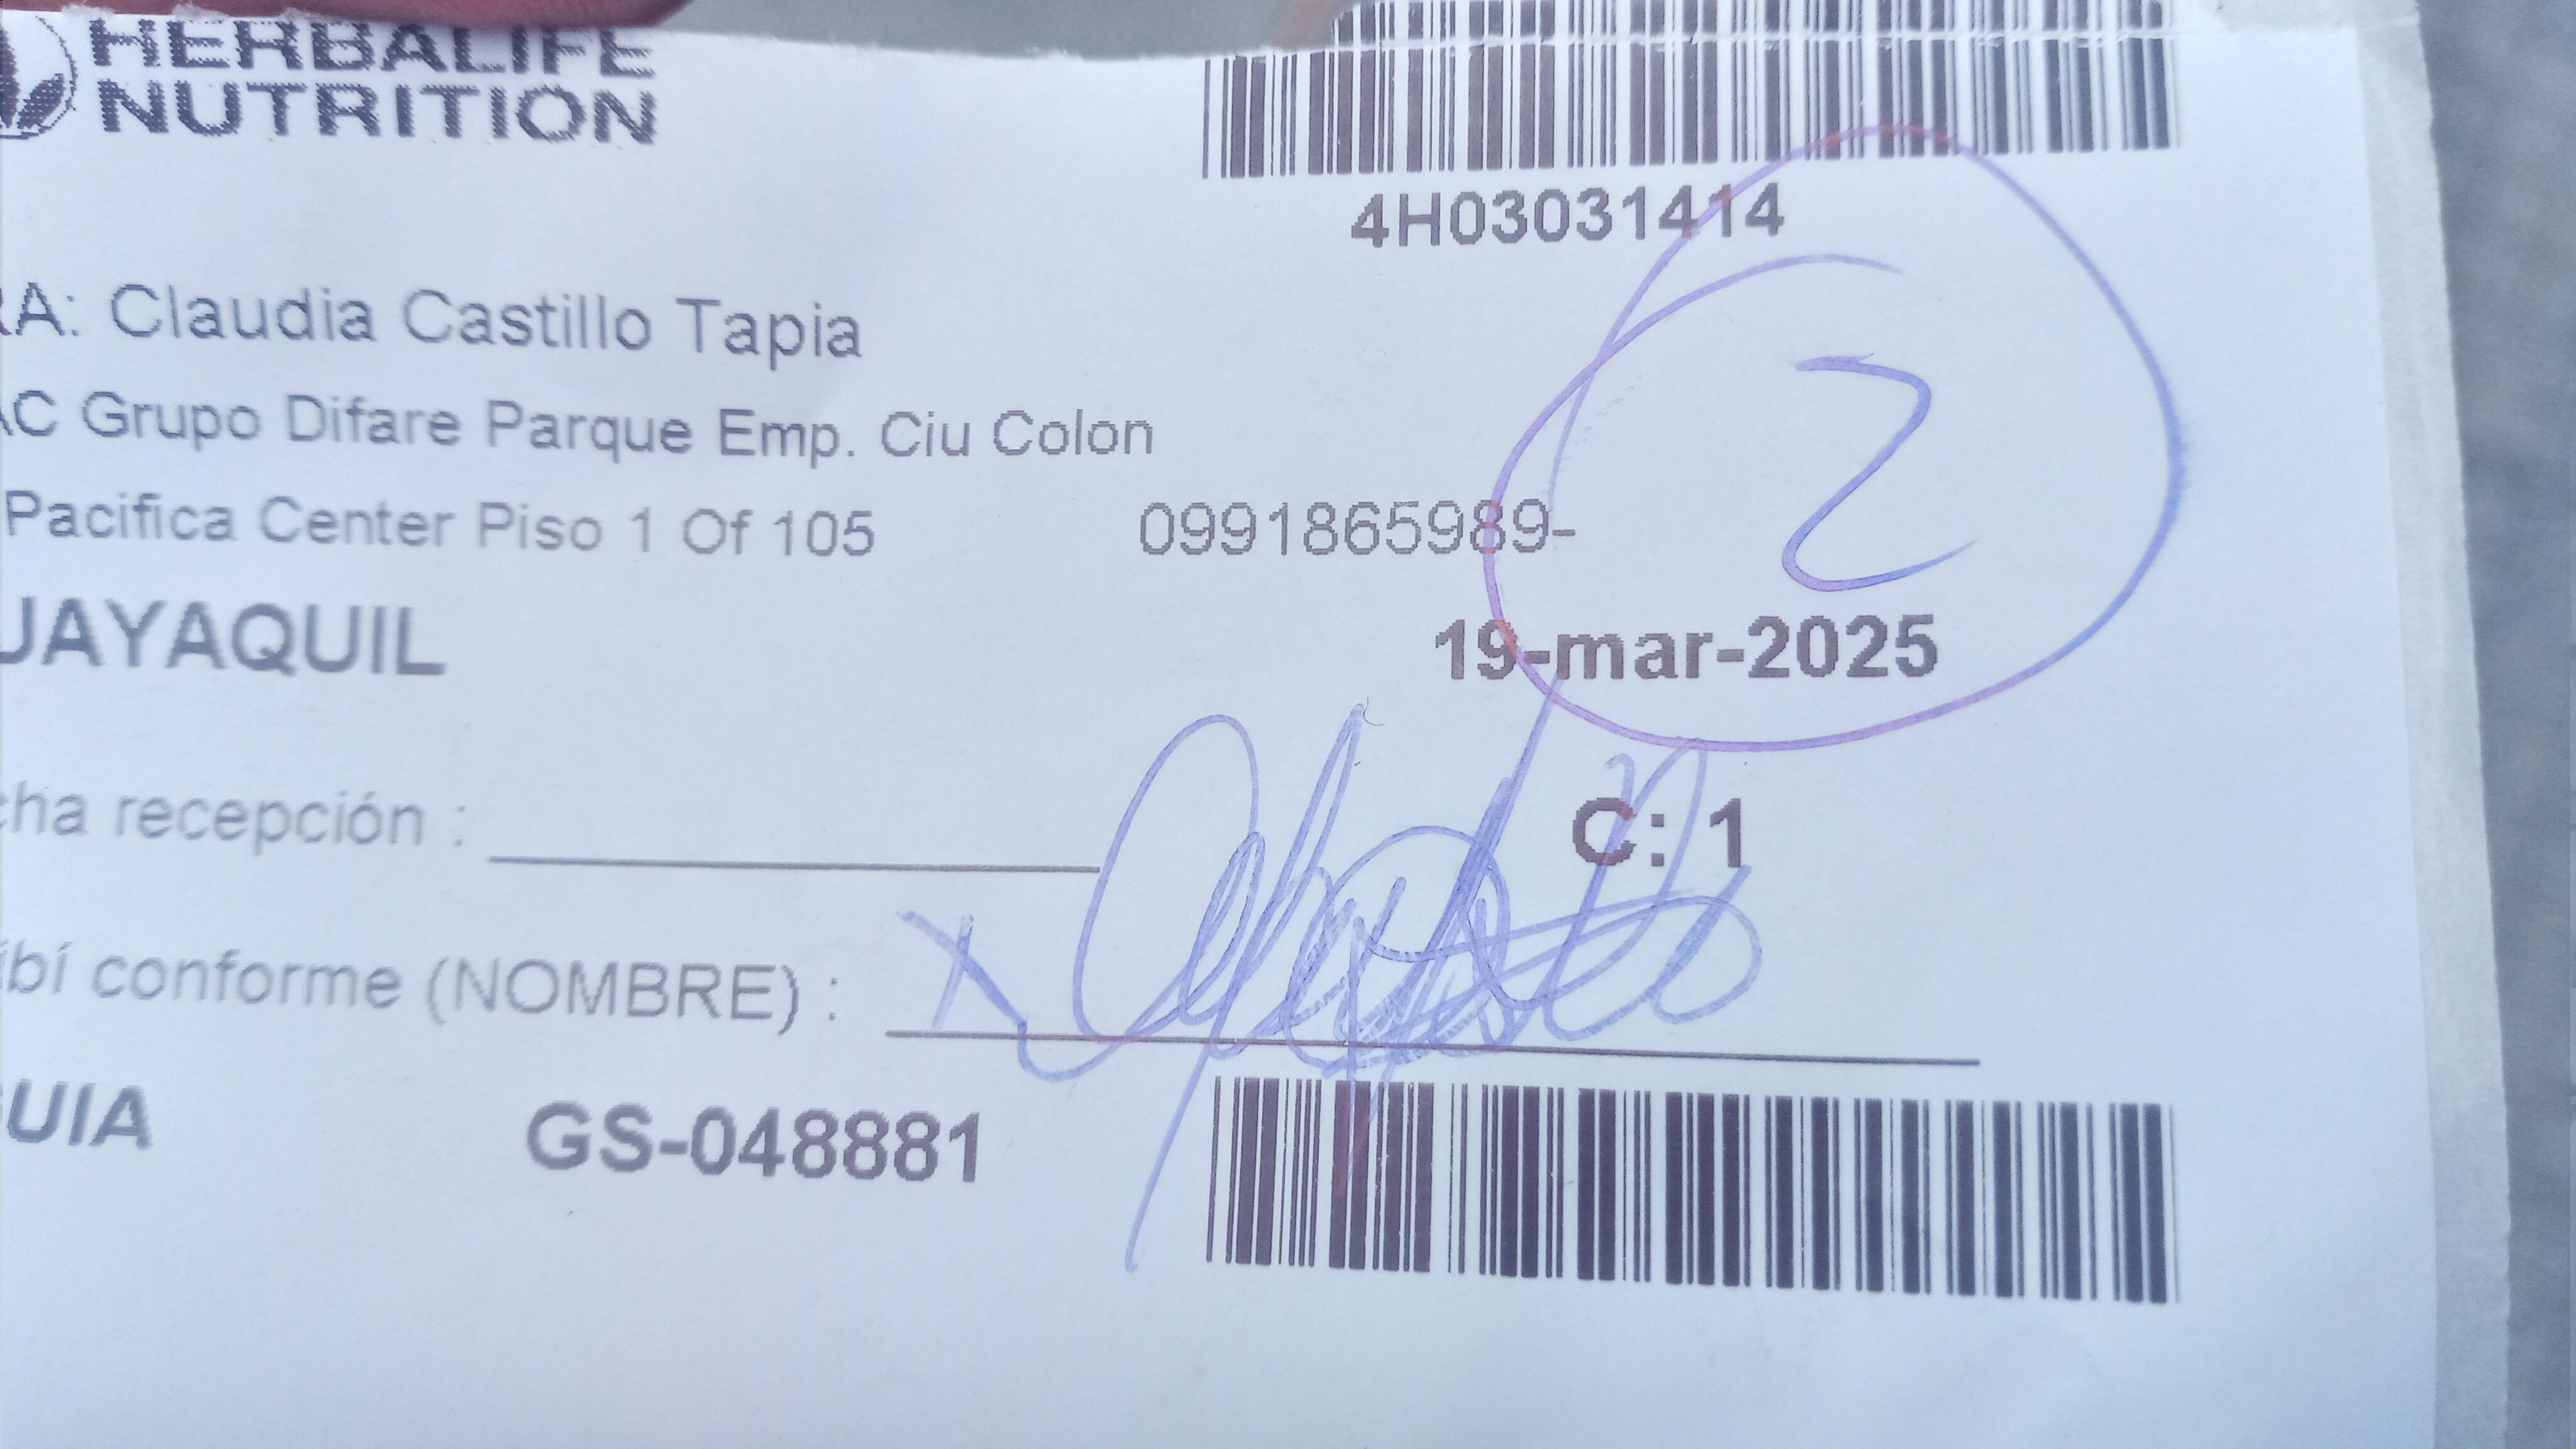 HERBALIFE
NUTRITION
4H03031414
RA: Claudia Castillo Tapia
AC Grupo Difare Parque Emp. Ciu Colon
Pacifica Center Piso 1 Of 105
0991865989-
2
UAYAQUIL
19-mar-2025
cha recepción :
C: 1
ibí conforme (NOMBRE) :
x
UIA
GS-048881